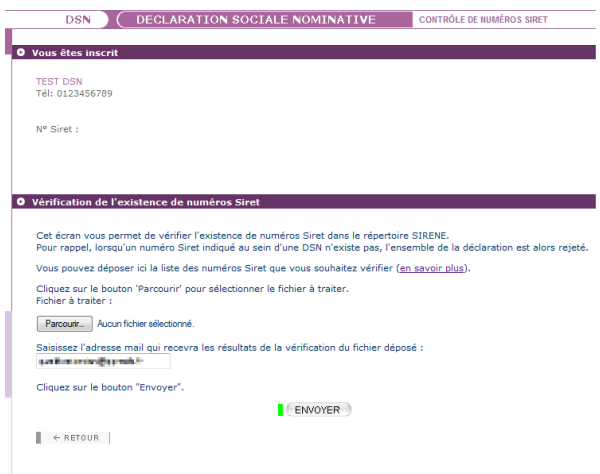 DSN DECLARATION SOCIALE NOMINATIVE CONTRÔLE DE NUMÉROS SIRET
Vous êtes inscrit
TEST DSN
Tél: 0123456789
N° Siret :
Vérification de l'existence de numéros Siret
Cet écran vous permet de vérifier l'existence de numéros Siret dans le répertoire SIRENE.
Pour rappel, lorsqu'un numéro Siret indiqué au sein d'une DSN n'existe pas, l'ensemble de la déclaration est alors rejeté.
Vous pouvez déposer ici la liste des numéros Siret que vous souhaitez vérifier (en savoir plus).
Cliquez sur le bouton 'Parcourir' pour sélectionner le fichier à traiter.
Fichier à traiter :
Parcourir... Aucun fichier sélectionné.
Saisissez l'adresse mail qui recevra les résultats de la vérification du fichier déposé :
Cliquez sur le bouton "Envoyer".
ENVOYER
← RETOUR